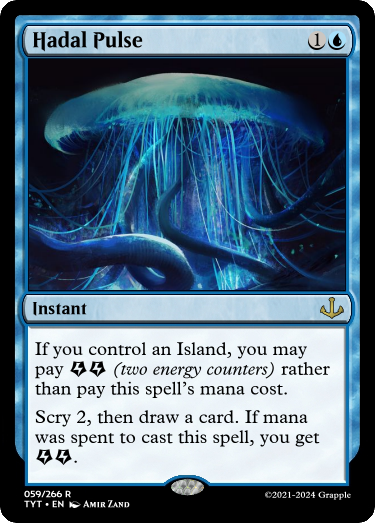 Hadal Pulse 1
Instant
If you control an Island, you may
pay (two energy counters) rather
than pay this spell's mana cost.
Scry 2, then draw a card. If mana
was spent to cast this spell, you get
.
059/266 R
TYT • EN Amir Zand
©2021-2024 Grapple